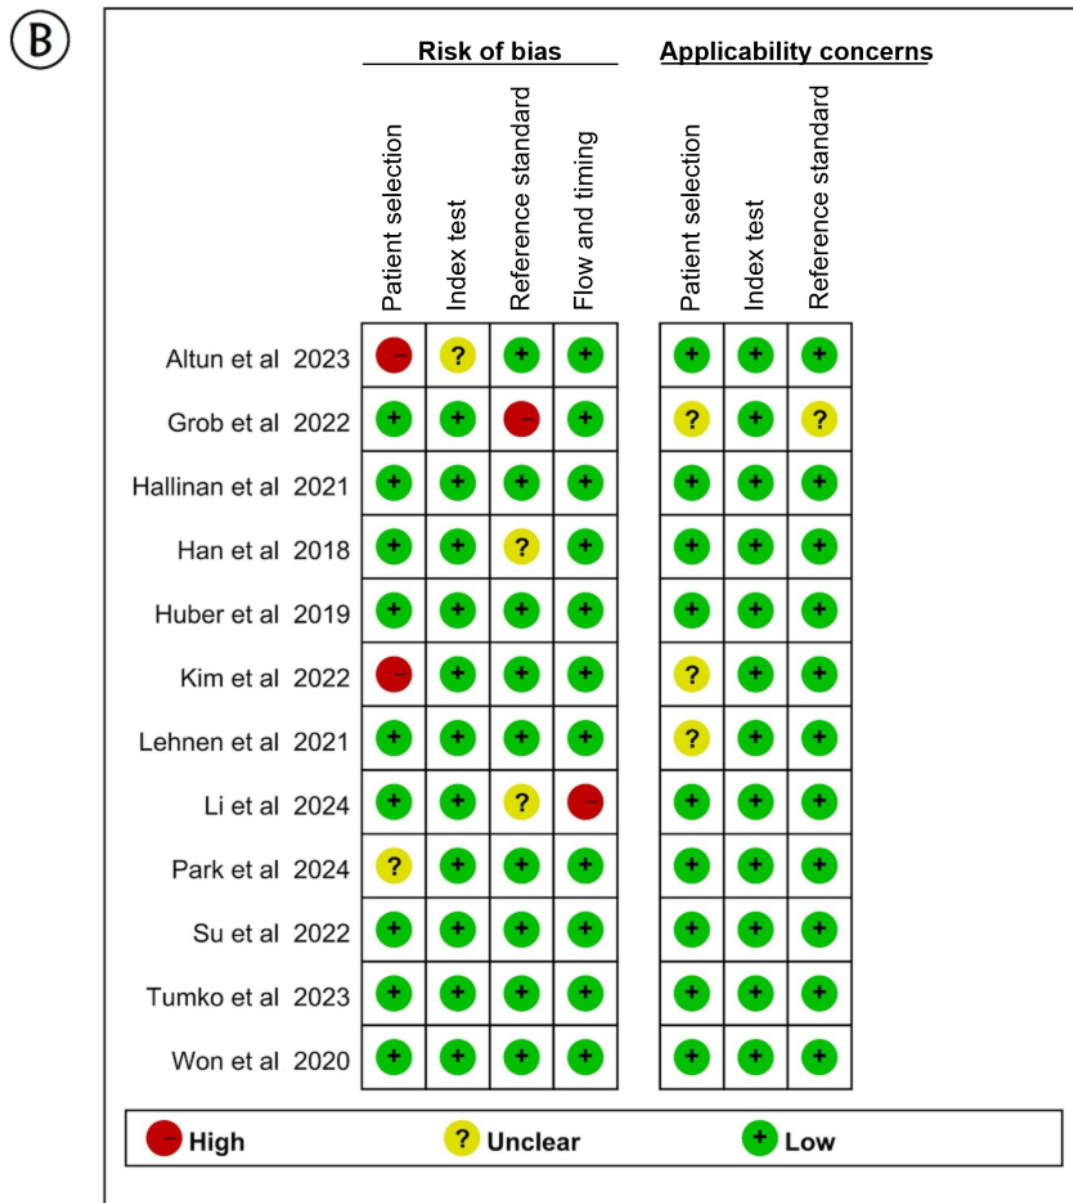 B
Risk of bias Applicability concerns
Patient selection
Index test
Reference standard
Flow and timing
Patient selection
Index test
Reference standard
Altun et al 2023 - ? + + + + +
Grob et al 2022 + + - + ? + ?
Hallinan et al 2021 + + + + + + +
Han et al 2018 + + ? + + + +
Huber et al 2019 + + + + + + +
Kim et al 2022 - + + + ? + +
Lehnen et al 2021 + + + + ? + +
Li et al 2024 + + ? - + + +
Park et al 2024 ? + + + + + +
Su et al 2022 + + + + + + +
Tumko et al 2023 + + + + + + +
Won et al 2020 + + + + + + +
- High ? Unclear + Low